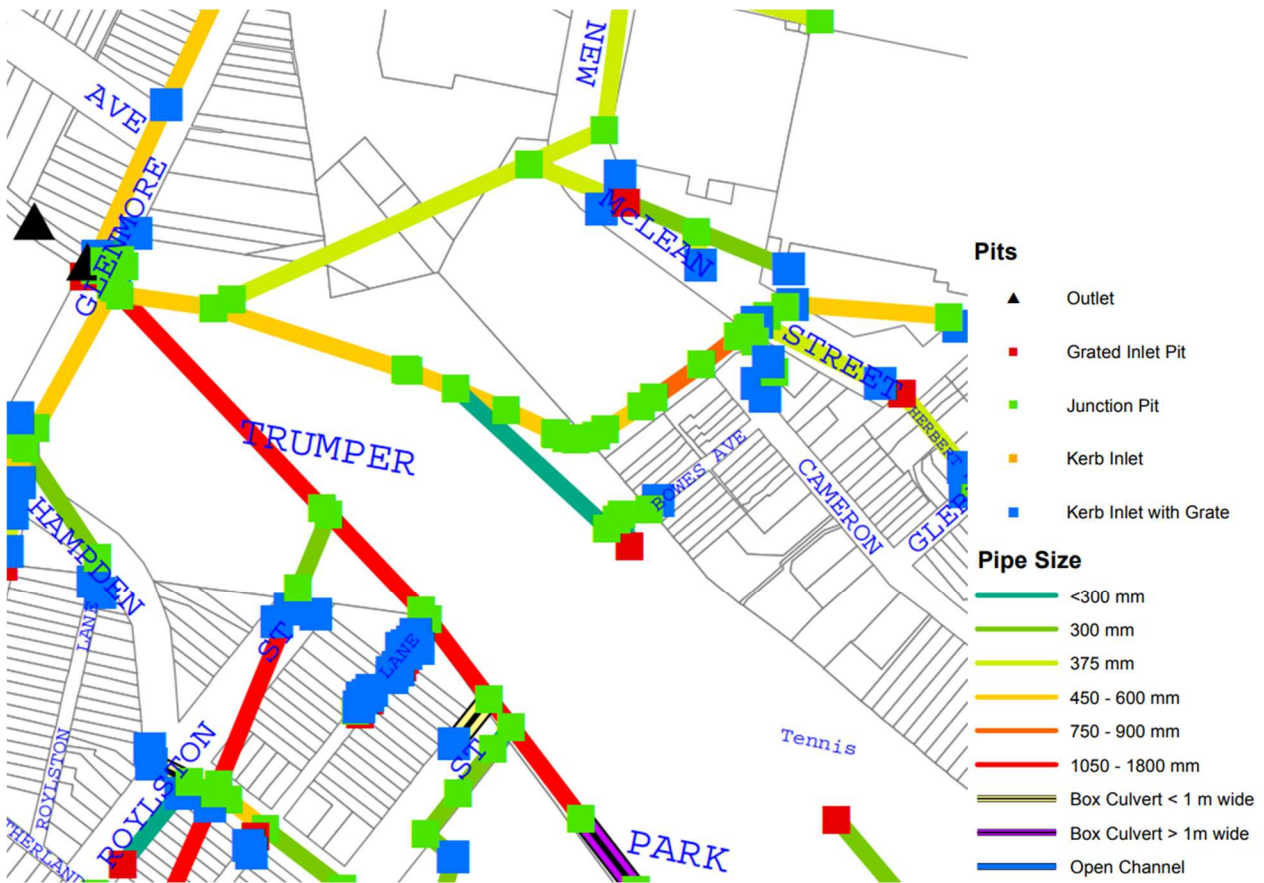 NEW
AVE
GLENMORE
McLEAN
STREET
TRUMPER
BOWES AVE
HERBERT
CAMERON
HAMPDEN
LANE
ST
LANE
ROYLSTON
ROYLSTON
ST
Tennis
PARK
Pits
Outlet
Grated Inlet Pit
Junction Pit
Kerb Inlet
Kerb Inlet with Grate
Pipe Size
<300 mm
300 mm
375 mm
450 - 600 mm
750 - 900 mm
1050 - 1800 mm
Box Culvert < 1 m wide
Box Culvert > 1m wide
Open Channel